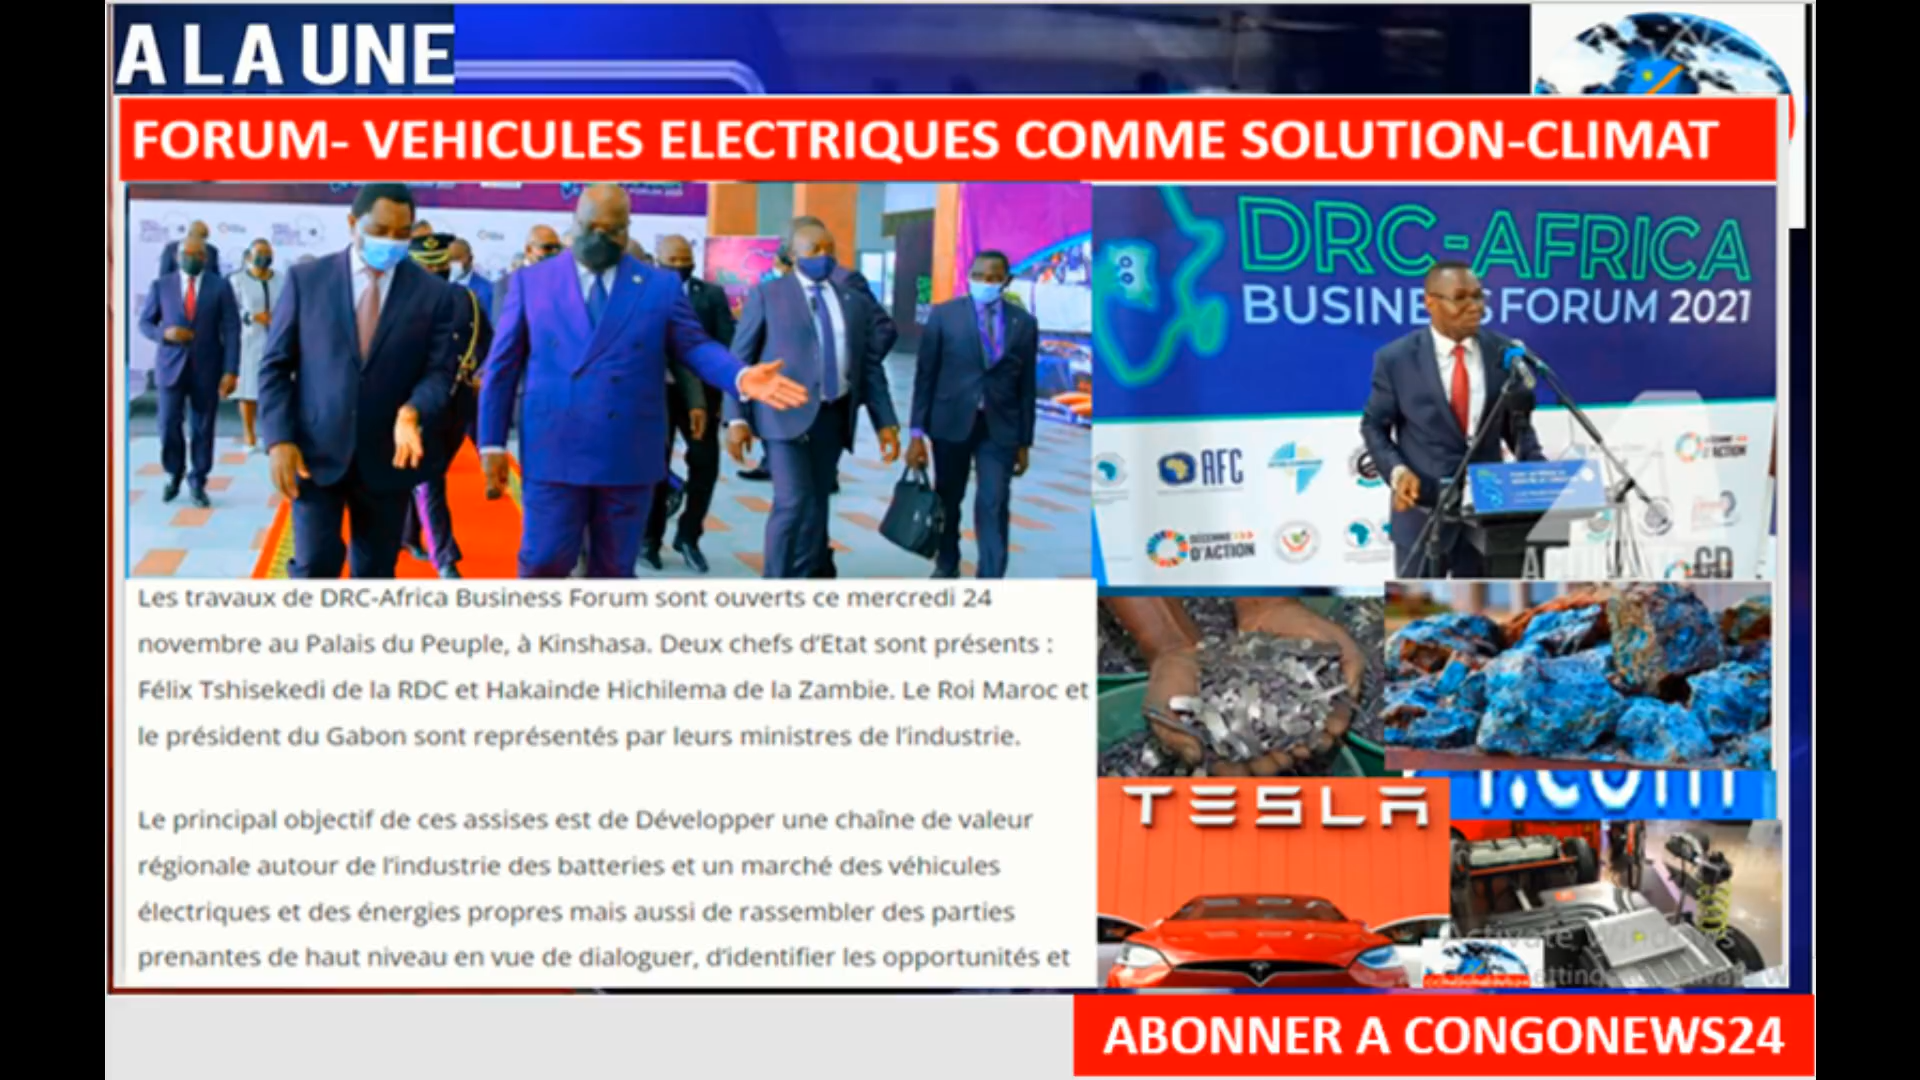 A LA UNE
FORUM- VEHICULES ELECTRIQUES COMME SOLUTION-CLIMAT
DRC-AFRICA
BUSINE FORUM 2021
AFC
DÉCENNIE
D'ACTION
D'ACTION
Les travaux de DRC-Africa Business Forum sont ouverts ce mercredi 24
novembre au Palais du Peuple, à Kinshasa. Deux chefs d'Etat sont présents :
Félix Tshisekedi de la RDC et Hakainde Hichilema de la Zambie. Le Roi Maroc et
le président du Gabon sont représentés par leurs ministres de l'industrie.
Le principal objectif de ces assises est de Développer une chaîne de valeur
régionale autour de l'industrie des batteries et un marché des véhicules
électriques et des énergies propres mais aussi de rassembler des parties
prenantes de haut niveau en vue de dialoguer, d'identifier les opportunités et
TESLA
Activate Windows
ABONNER A CONGONEWS24